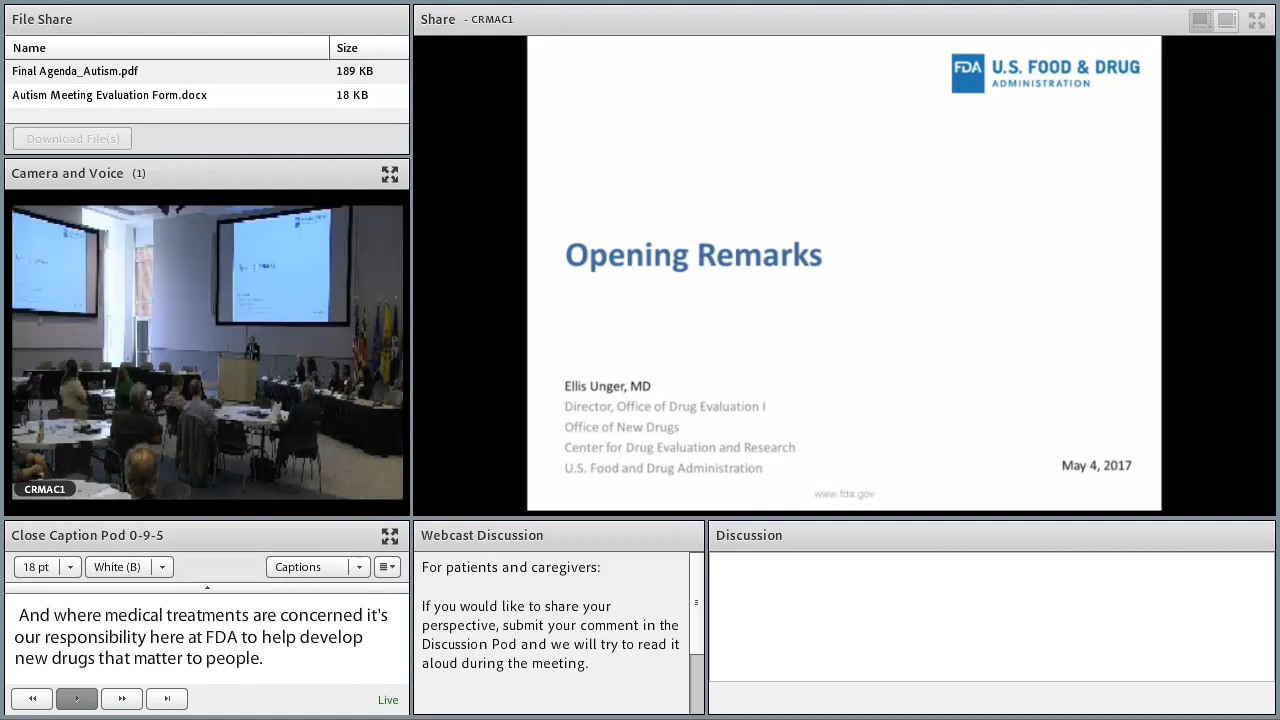 File Share
Name Size
Final Agenda_Autism.pdf 189 KB
Autism Meeting Evaluation Form.docx 18 KB
Download File(s)
Camera and Voice (1)
CRMAC1
Close Caption Pod 0-9-5
18 pt White (B) Captions
And where medical treatments are concerned it's
our responsibility here at FDA to help develop
new drugs that matter to people.
Live
Share - CRMAC1
FDA U.S. FOOD & DRUG
ADMINISTRATION
Opening Remarks
Ellis Unger, MD
Director, Office of Drug Evaluation I
Office of New Drugs
Center for Drug Evaluation and Research
U.S. Food and Drug Administration
May 4, 2017
www.fda.gov
Webcast Discussion
For patients and caregivers:
If you would like to share your
perspective, submit your comment in the
Discussion Pod and we will try to read it
aloud during the meeting.
Discussion